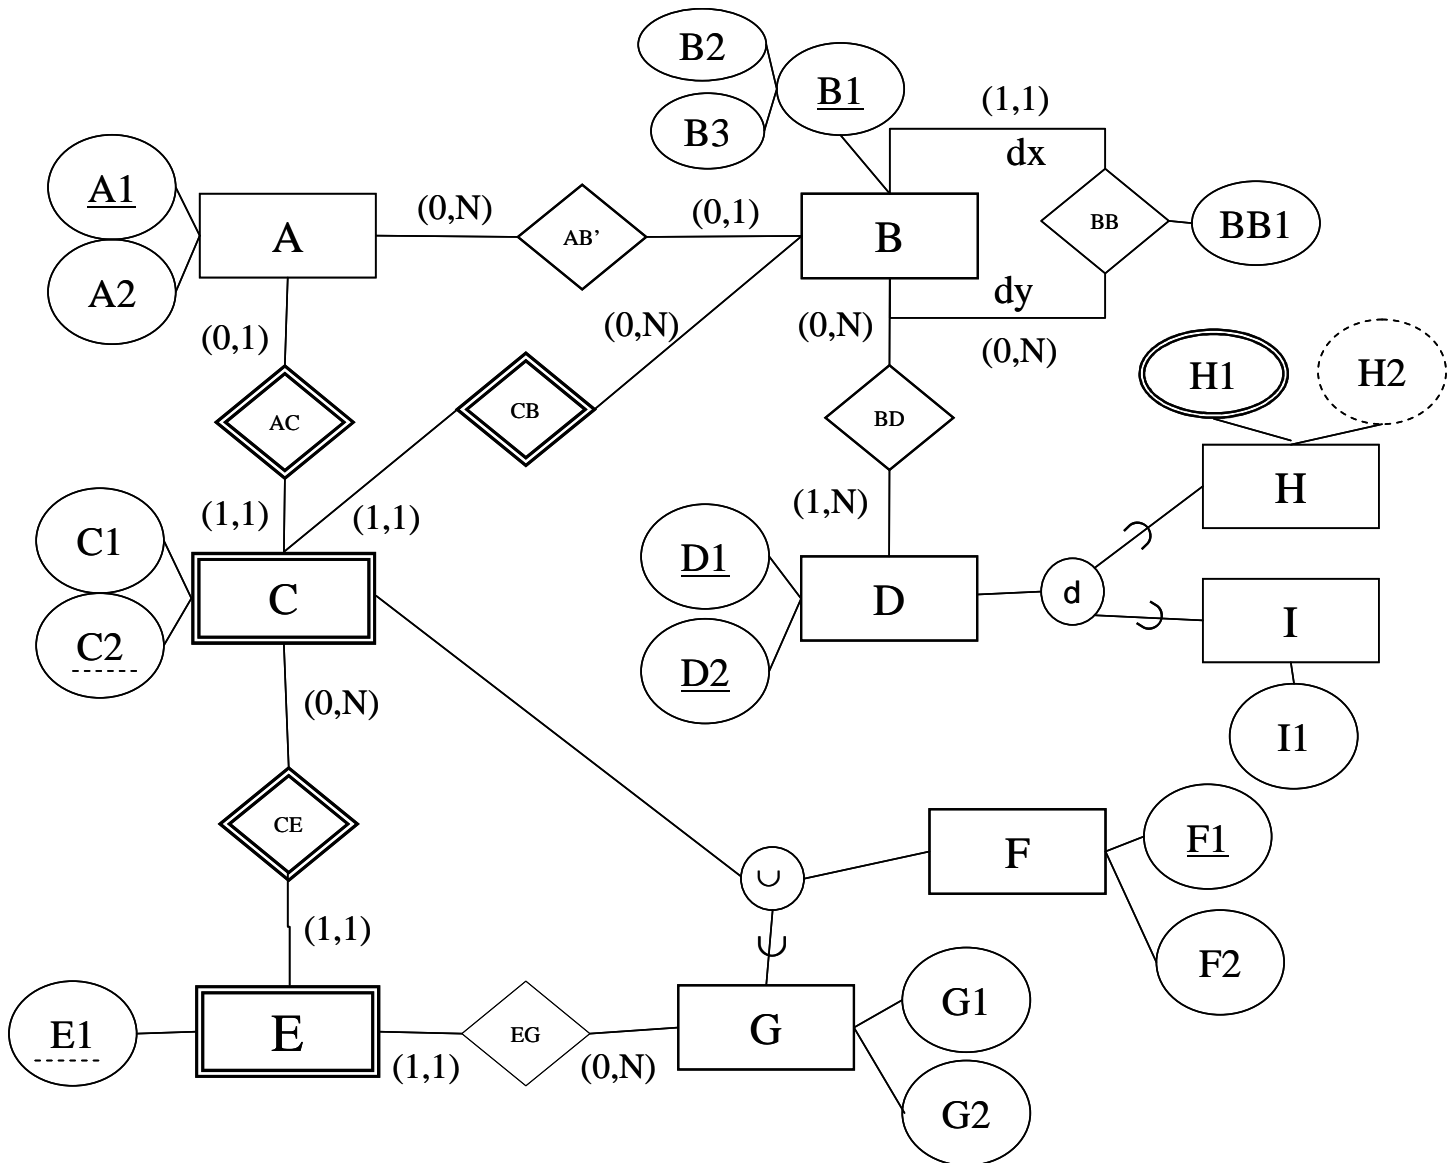 B2
B1
B3
(1,1)
dx
A1
A2
A
(0,N)
AB’
(0,1)
B
BB
BB1
dy
(0,N)
(0,1)
(0,N)
(0,N)
AC
CB
BD
H1
H2
H
(1,1)
(1,1)
(1,N)
C1
C2
C
D1
D2
D
d
I
I1
(0,N)
CE
F
F1
F2
(1,1)
E1
E
(1,1)
EG
(0,N)
G
G1
G2